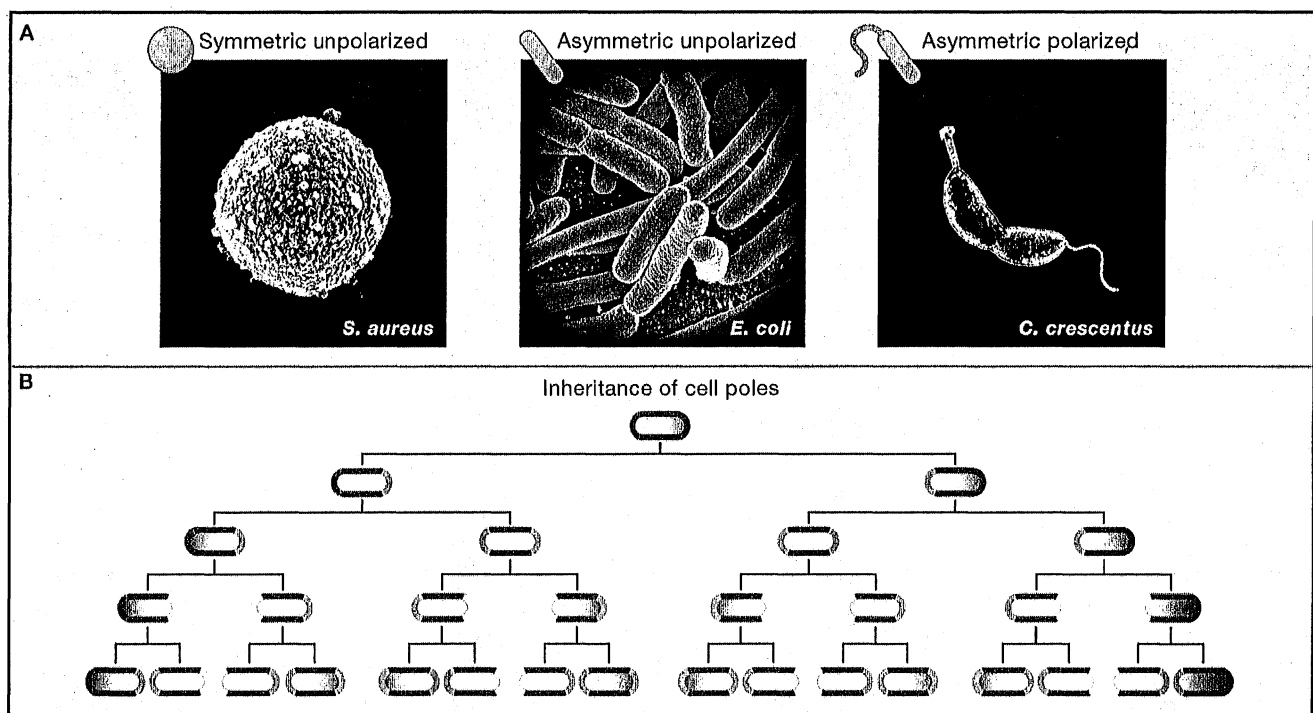 A
Symmetric unpolarized
Asymmetric unpolarized
Asymmetric polarized
S. aureus
E. coli
C. crescentus
B
Inheritance of cell poles